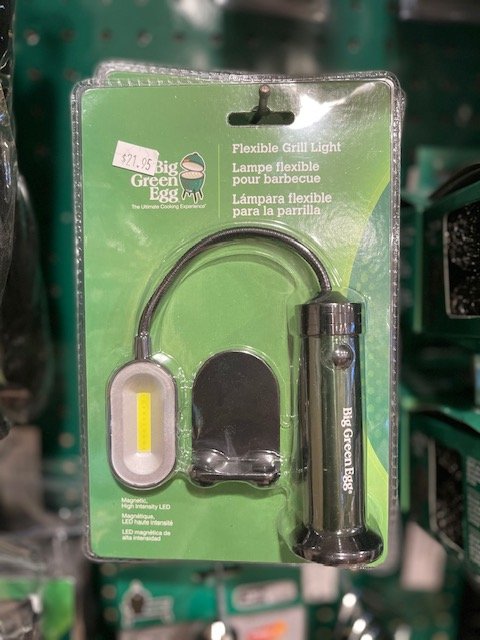 $21.95
Big
Green
Egg
The Ultimate Cooking Experience®
Flexible Grill Light
Lampe flexible
pour barbecue
Lámpara flexible
para la parrilla
Big Green Egg®
Magnetic,
High Intensity LED
Magnétique,
LED haute intensité
LED magnética de
alta intensidad